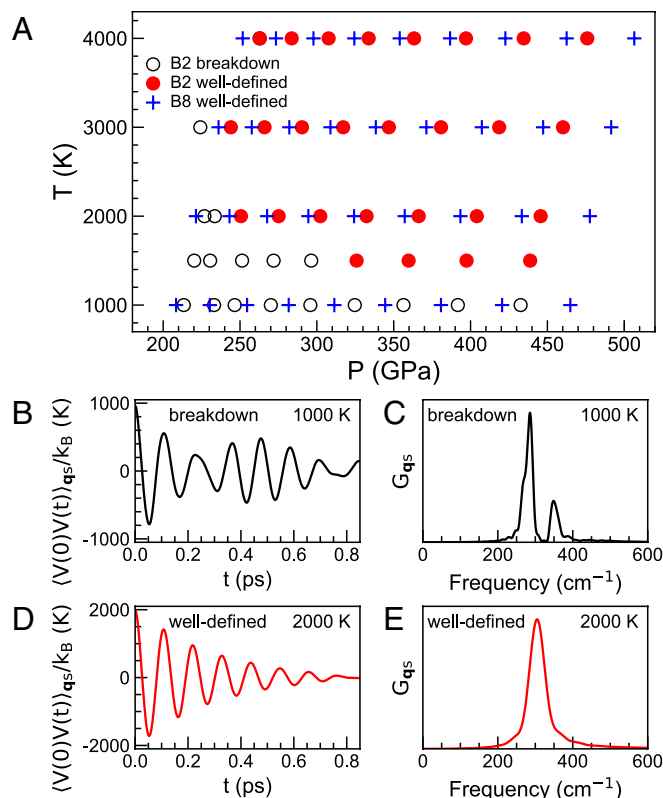 A
4000
B2 breakdown
B2 well-defined
B8 well-defined
3000
T (K)
2000
1000
200 250 300 350 400 450 500
P (GPa)
B
⟨V(0)V(t)⟩qs/kB (K)
1000
0
-1000
breakdown 1000 K
0.0 0.2 0.4 0.6 0.8
t (ps)
C
Gqs
breakdown 1000 K
0 200 400 600
Frequency (cm⁻¹)
D
⟨V(0)V(t)⟩qs/kB (K)
2000
0
-2000
well-defined 2000 K
0.0 0.2 0.4 0.6 0.8
t (ps)
E
Gqs
well-defined 2000 K
0 200 400 600
Frequency (cm⁻¹)